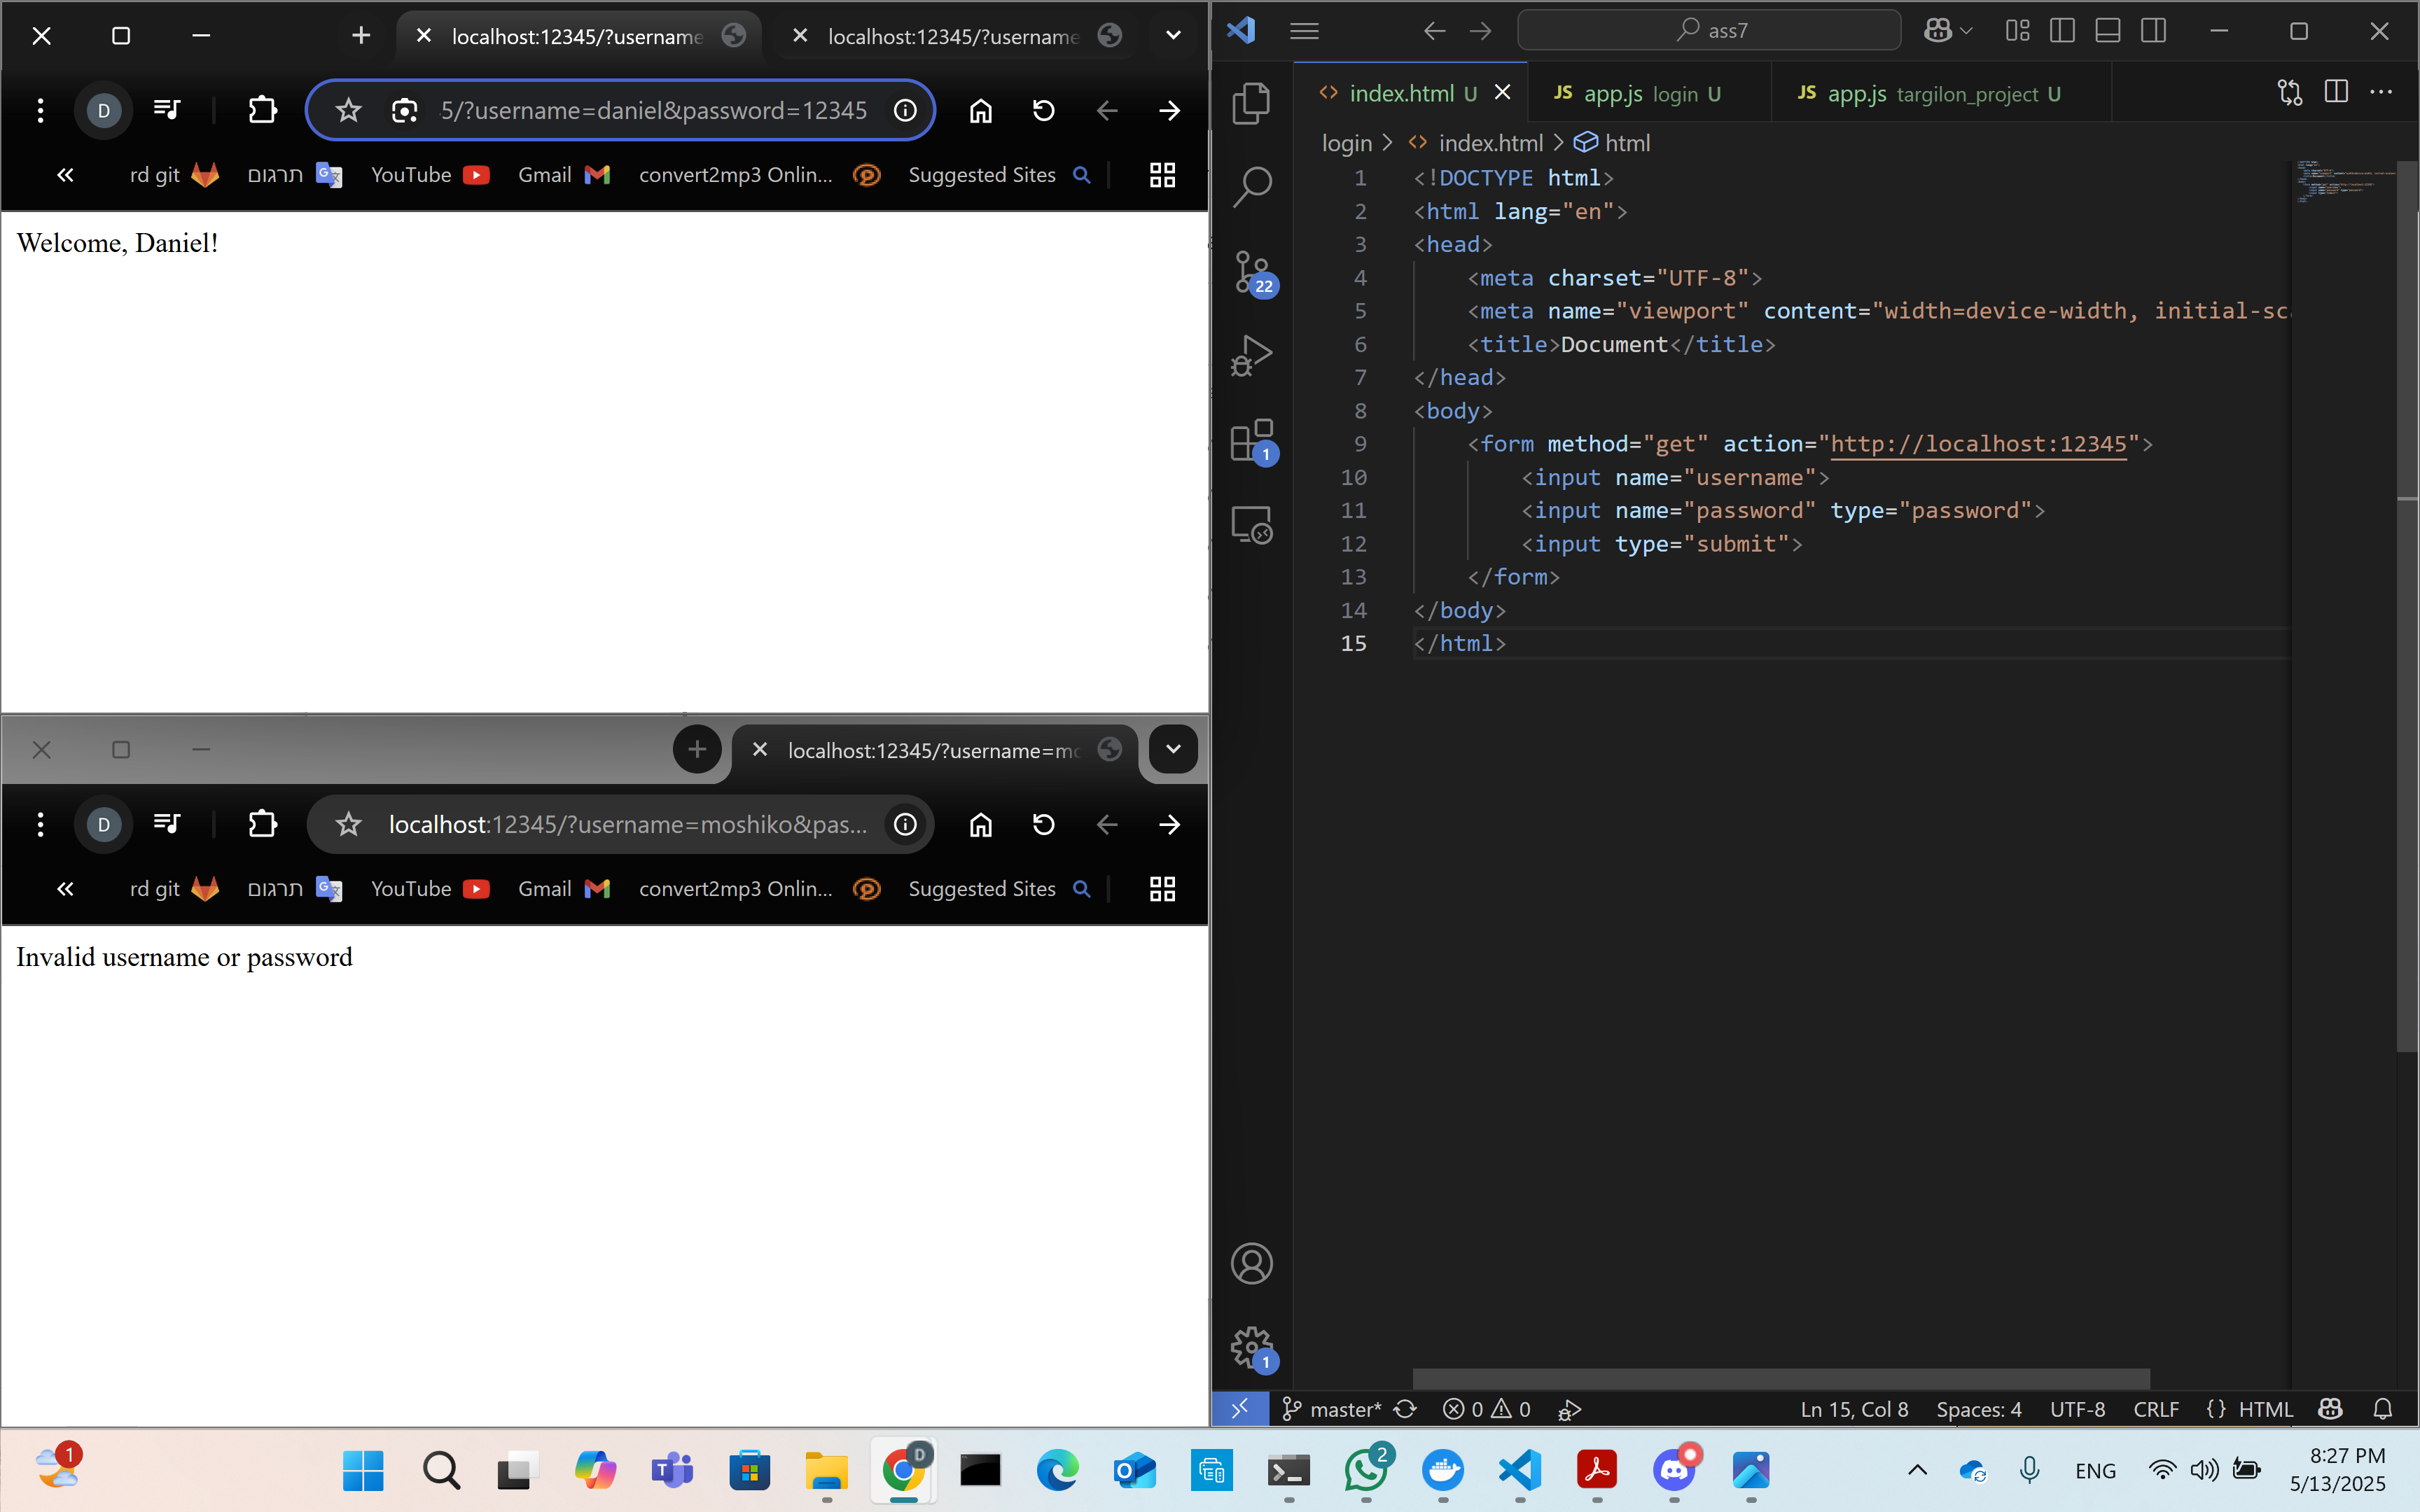 localhost:12345/?username
localhost:12345/?username
D
5/?username=daniel&password=12345
rd git
תרגום
YouTube
Gmail
convert2mp3 Onlin...
Suggested Sites
Welcome, Daniel!
localhost:12345/?username=mo
D
localhost:12345/?username=moshiko&pas...
rd git
תרגום
YouTube
Gmail
convert2mp3 Onlin...
Suggested Sites
Invalid username or password
ass7
index.html U
JS app.js login U
JS app.js targilon_project U
login > index.html > html
1 <!DOCTYPE html>
2 <html lang="en">
3 <head>
4 <meta charset="UTF-8">
5 <meta name="viewport" content="width=device-width, initial-sc
6 <title>Document</title>
7 </head>
8 <body>
9 <form method="get" action="http://localhost:12345">
10 <input name="username">
11 <input name="password" type="password">
12 <input type="submit">
13 </form>
14 </body>
15 </html>
22
1
1
master* 0 0
Ln 15, Col 8 Spaces: 4 UTF-8 CRLF {} HTML
1
D
2
ENG
8:27 PM
5/13/2025